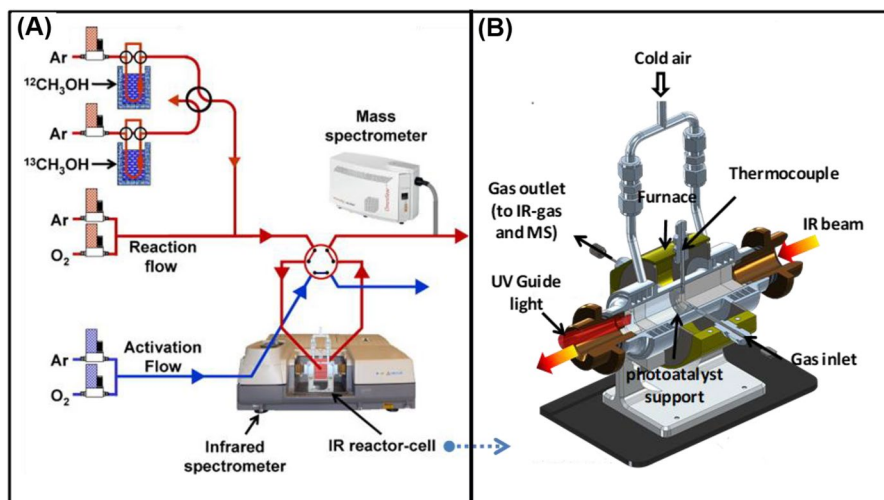 (A)
Ar
¹²CH₃OH
Ar
¹³CH₃OH
Ar
O₂
Reaction
flow
Mass
spectrometer
Ar
O₂
Activation
Flow
Infrared
spectrometer
IR reactor-cell
(B)
Cold air
Thermocouple
Furnace
Gas outlet
(to IR-gas
and MS)
IR beam
UV Guide
light
Gas inlet
photoatalyst
support